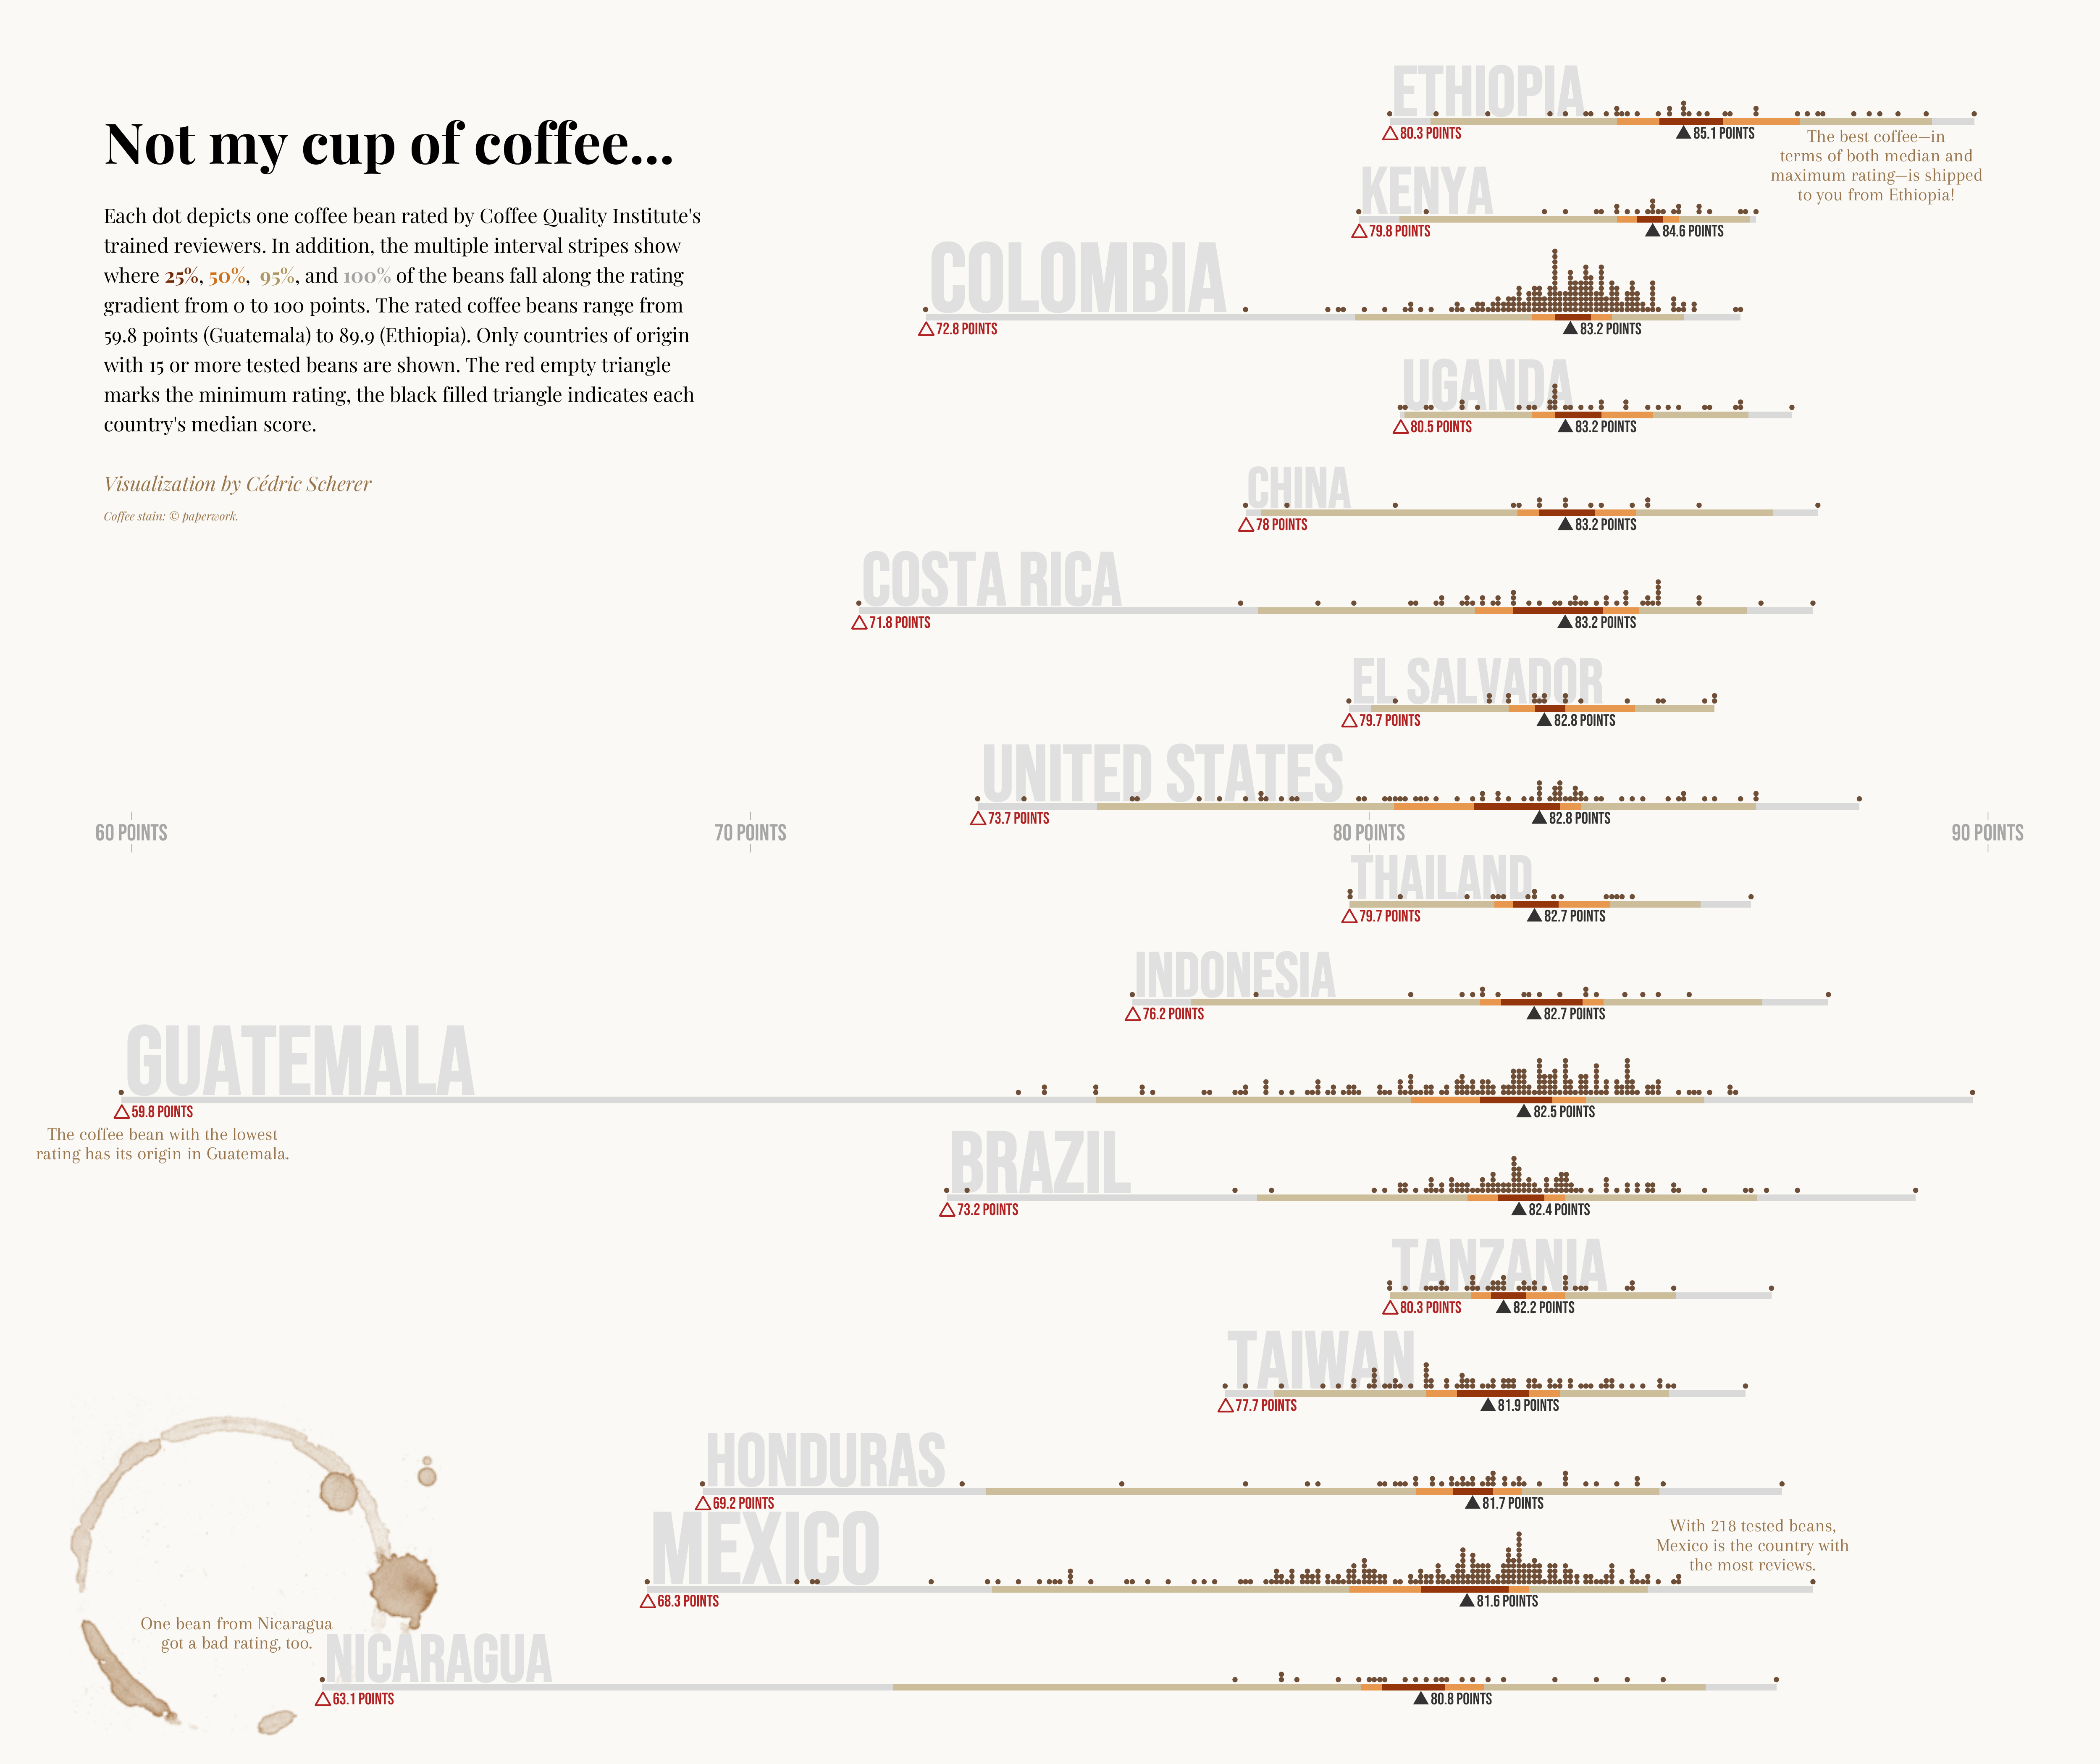 Not my cup of coffee...
Each dot depicts one coffee bean rated by Coffee Quality Institute's
trained reviewers. In addition, the multiple interval stripes show
where 25%, 50%, 95%, and 100% of the beans fall along the rating
gradient from 0 to 100 points. The rated coffee beans range from
59.8 points (Guatemala) to 89.9 (Ethiopia). Only countries of origin
with 15 or more tested beans are shown. The red empty triangle
marks the minimum rating, the black filled triangle indicates each
country's median score.
Visualization by Cédric Scherer
Coffee stain: © paperwork.
ETHIOPIA
80.3 POINTS
85.1 POINTS
The best coffee—in
terms of both median and
maximum rating—is shipped
to you from Ethiopia!
KENYA
79.8 POINTS
84.6 POINTS
COLOMBIA
72.8 POINTS
83.2 POINTS
UGANDA
80.5 POINTS
83.2 POINTS
CHINA
78 POINTS
83.2 POINTS
COSTA RICA
71.8 POINTS
83.2 POINTS
EL SALVADOR
79.7 POINTS
82.8 POINTS
UNITED STATES
73.7 POINTS
82.8 POINTS
60 POINTS
70 POINTS
80 POINTS
90 POINTS
THAILAND
79.7 POINTS
82.7 POINTS
INDONESIA
76.2 POINTS
82.7 POINTS
GUATEMALA
59.8 POINTS
82.5 POINTS
The coffee bean with the lowest
rating has its origin in Guatemala.
BRAZIL
73.2 POINTS
82.4 POINTS
TANZANIA
80.3 POINTS
82.2 POINTS
TAIWAN
77.7 POINTS
81.9 POINTS
HONDURAS
69.2 POINTS
81.7 POINTS
MEXICO
68.3 POINTS
81.6 POINTS
With 218 tested beans,
Mexico is the country with
the most reviews.
One bean from Nicaragua
got a bad rating, too.
NICARAGUA
63.1 POINTS
80.8 POINTS